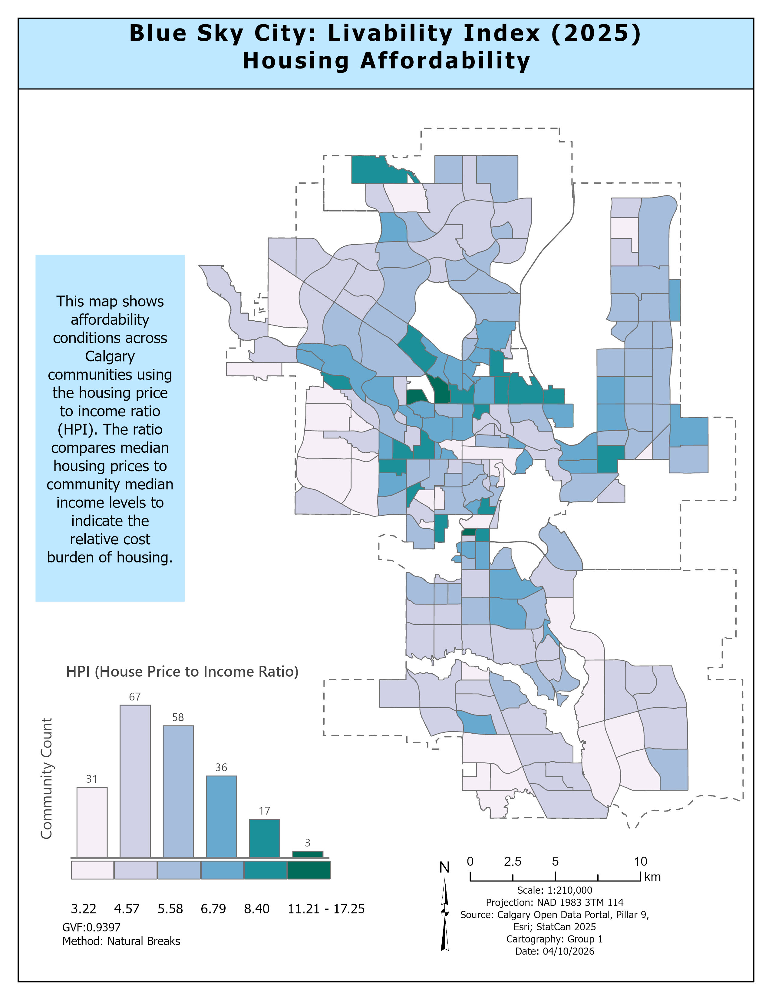 Blue Sky City: Livability Index (2025)
Housing Affordability
This map shows
affordability
conditions across
Calgary
communities using
the housing price
to income ratio
(HPI). The ratio
compares median
housing prices to
community median
income levels to
indicate the
relative cost
burden of housing.
HPI (House Price to Income Ratio)
Community Count
31
67
58
36
17
3
3.22 4.57 5.58 6.79 8.40 11.21 - 17.25
GVF:0.9397
Method: Natural Breaks
N
0 2.5 5 10
km
Scale: 1:210,000
Projection: NAD 1983 3TM 114
Source: Calgary Open Data Portal, Pillar 9,
Esri; StatCan 2025
Cartography: Group 1
Date: 04/10/2026